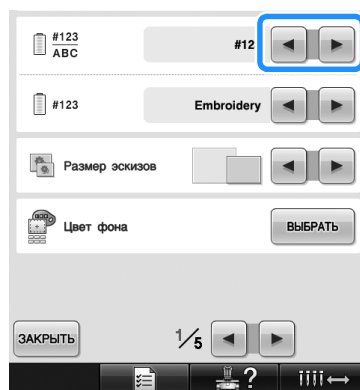 #123
ABC
#12
#123
Embroidery
Размер эскизов
Цвет фона
ВЫБРАТЬ
ЗАКРЫТЬ
1/5
?